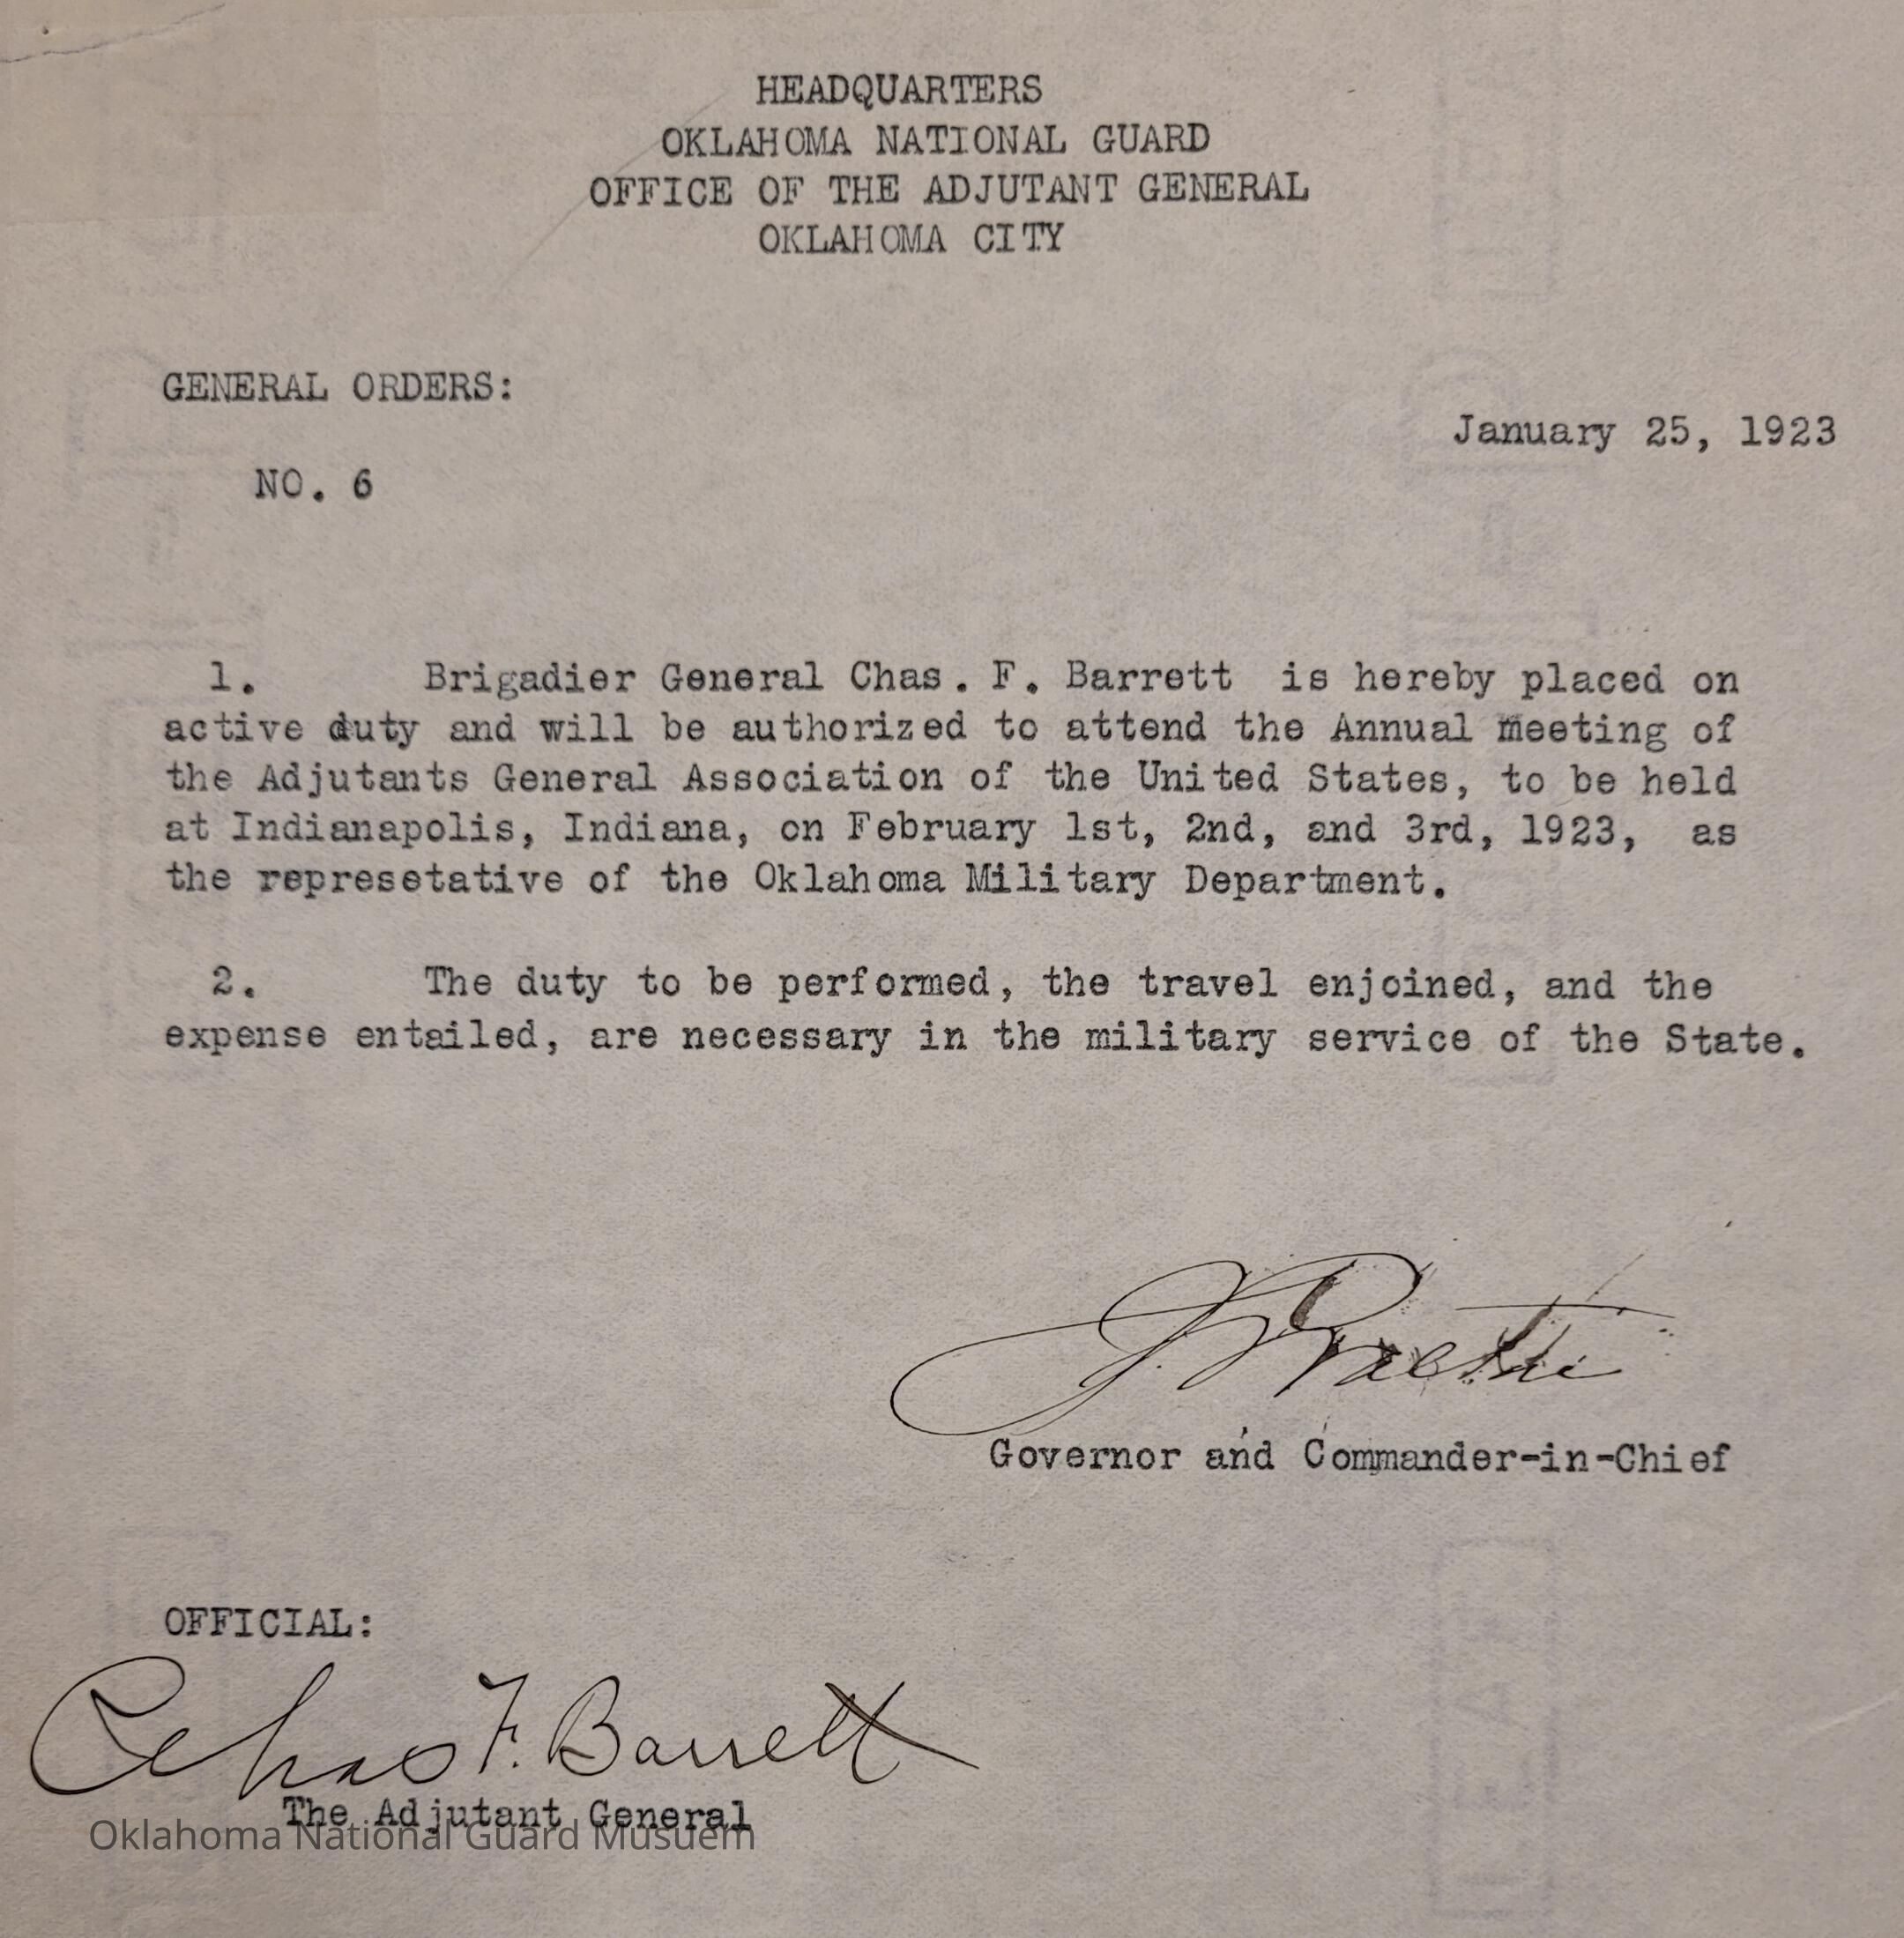 HEADQUARTERS
OKLAHOMA NATIONAL GUARD
OFFICE OF THE ADJUTANT GENERAL
OKLAHOMA CITY
GENERAL ORDERS:
January 25, 1923
NO. 6
1. Brigadier General Chas. F. Barrett is hereby placed on
active duty and will be authorized to attend the Annual meeting of
the Adjutants General Association of the United States, to be held
at Indianapolis, Indiana, on February 1st, 2nd, and 3rd, 1923, as
the represetative of the Oklahoma Military Department.
2. The duty to be performed, the travel enjoined, and the
expense entailed, are necessary in the military service of the State.
Governor and Commander-in-Chief
OFFICIAL:
Chas F. Barrett
The Adjutant General
Oklahoma National Guard Musuem